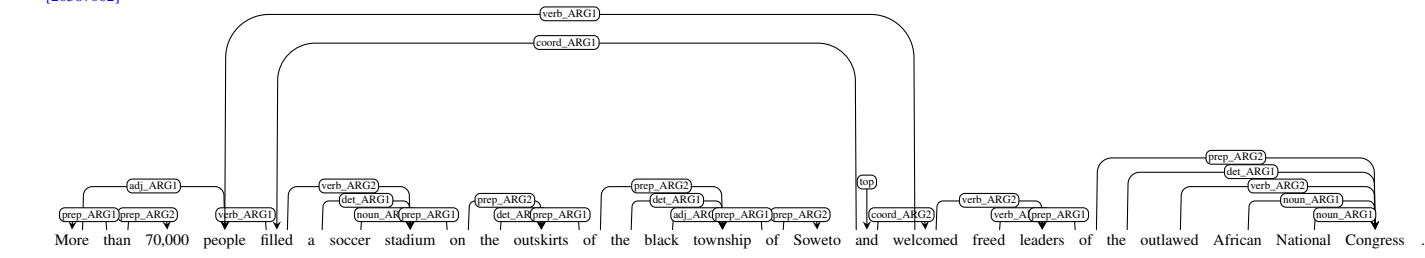 verb_ARG1
coord_ARG1
prep_ARG2
det_ARG1
top
adj_ARG1 verb_ARG2 prep_ARG2 verb_ARG2
det_ARG1 prep_ARG2 det_ARG1 verb_ARG2 noun_ARG1
prep_ARG1 prep_ARG2 verb_ARG1 prep_ARG1 prep_ARG1 prep_ARG1 prep_ARG2 coord_ARG2 prep_ARG1 noun_ARG1
More than 70,000 people filled a soccer stadium on the outskirts of the black township of Soweto and welcomed freed leaders of the outlawed African National Congress .